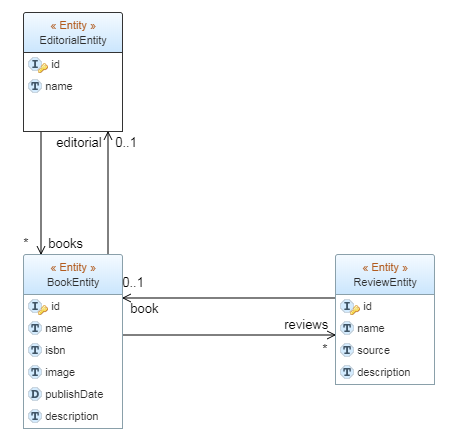 « Entity »
EditorialEntity
id
name
editorial 0..1
* books
« Entity »
BookEntity
id
name
isbn
image
publishDate
description
0..1
book
reviews
*
« Entity »
ReviewEntity
id
name
source
description